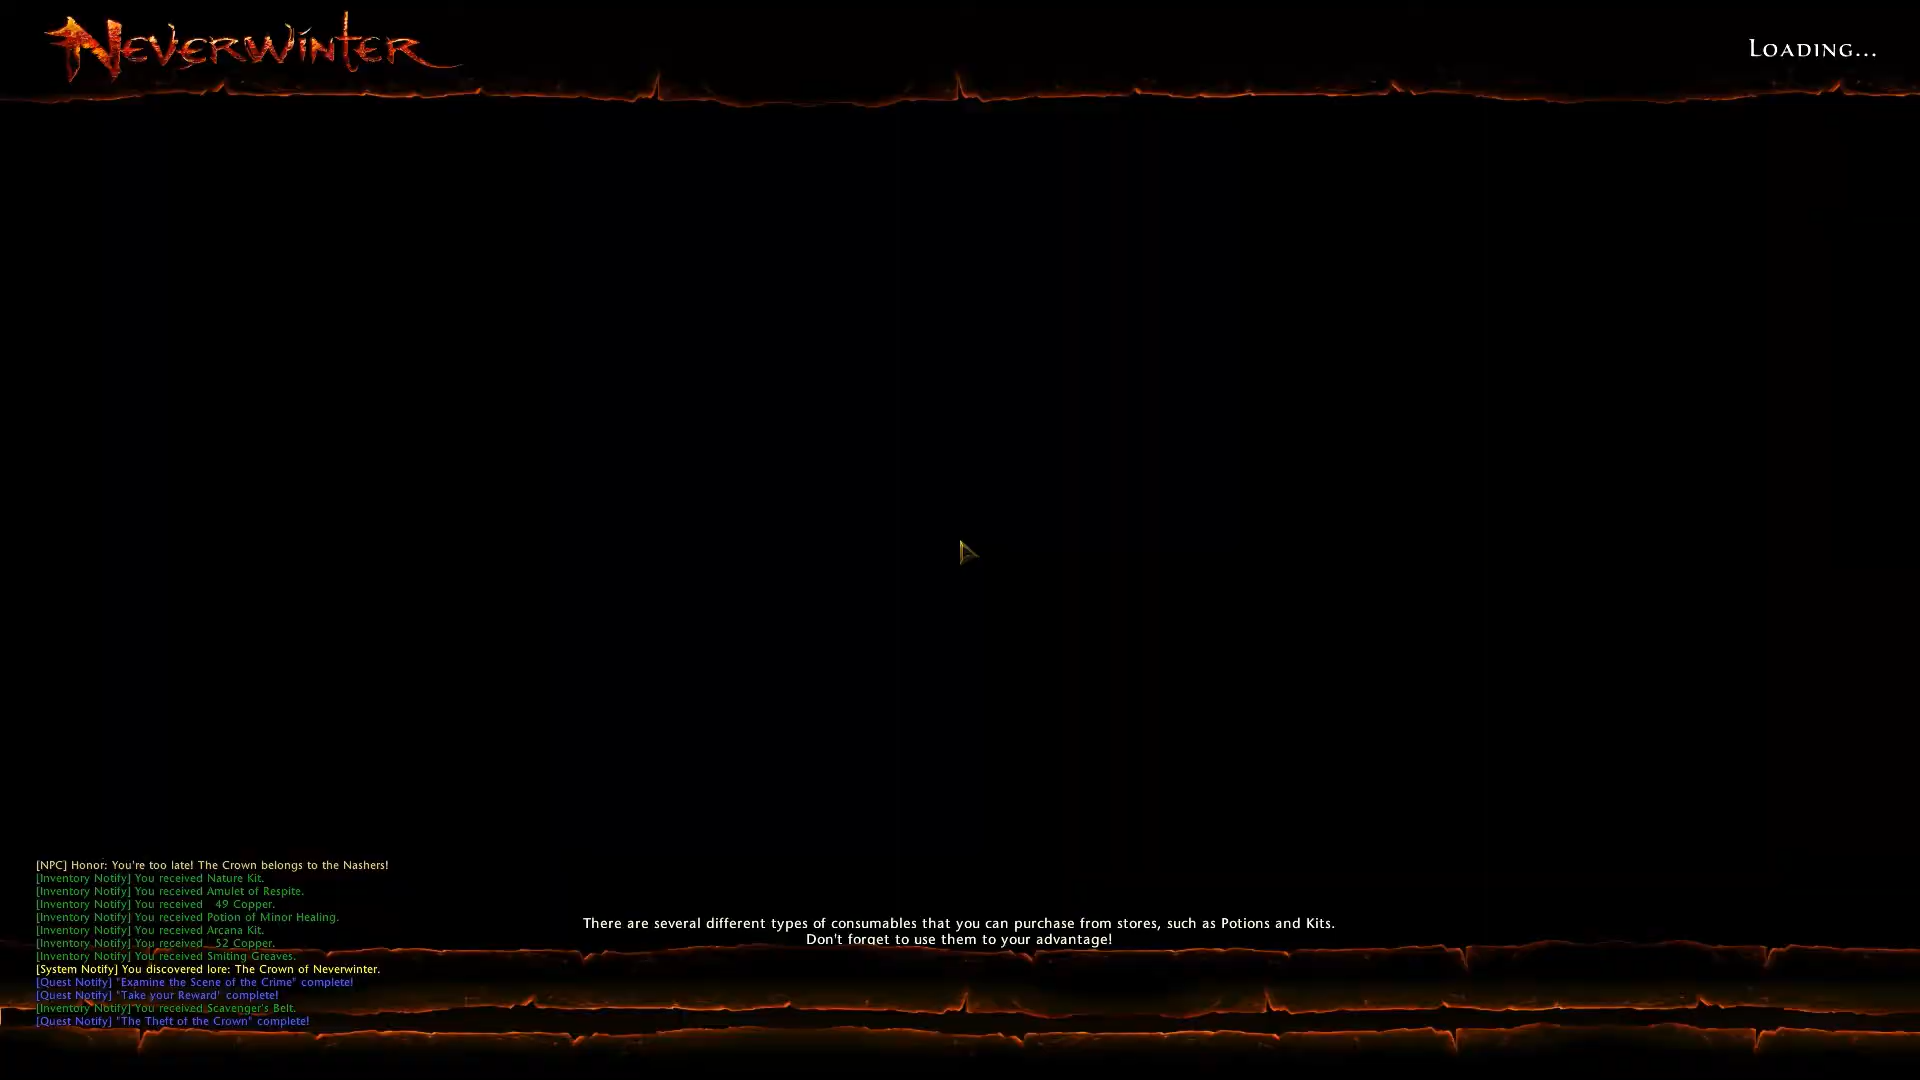 NEVERWINTER
LOADING...
[NPC] Honor: You're too late! The Crown belongs to the Nashers!
[Inventory Notify] You received Nature Kit.
[Inventory Notify] You received Amulet of Respite.
[Inventory Notify] You received 49 Copper.
[Inventory Notify] You received Potion of Minor Healing.
[Inventory Notify] You received Arcana Kit.
[Inventory Notify] You received 52 Copper.
[Inventory Notify] You received Smiting Greaves.
[System Notify] You discovered lore: The Crown of Neverwinter.
[Quest Notify] "Examine the Scene of the Crime" complete!
[Quest Notify] "Take your Reward" complete!
[Inventory Notify] You received Scavenger's Belt.
[Quest Notify] "The Theft of the Crown" complete!
There are several different types of consumables that you can purchase from stores, such as Potions and Kits.
Don't forget to use them to your advantage!